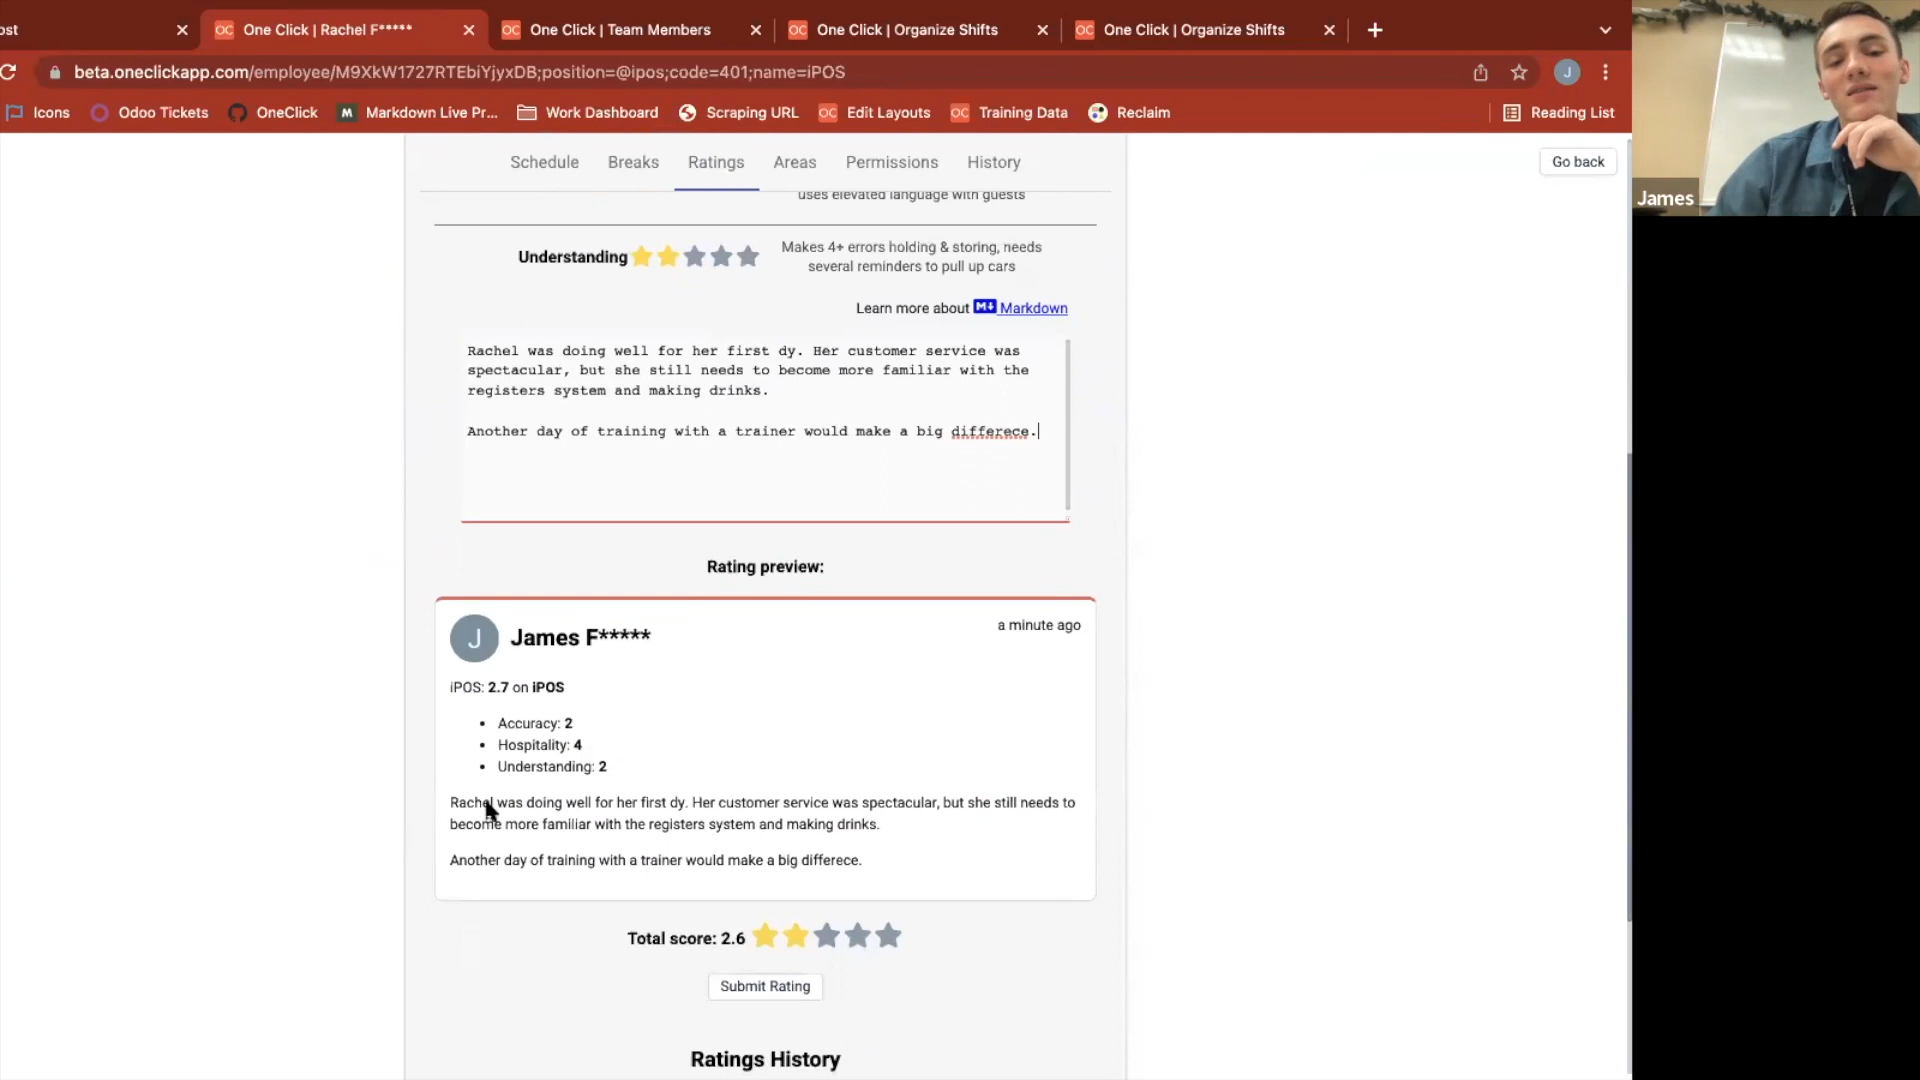 ost
OC One Click | Rachel F*****
OC One Click | Team Members
OC One Click | Organize Shifts
OC One Click | Organize Shifts
beta.oneclickapp.com/employee/M9XkW1727RTEbiYjyxDB;position=@ipos;code=401;name=iPOS
J
Icons
Odoo Tickets
OneClick
M Markdown Live Pr...
Work Dashboard
Scraping URL
OC Edit Layouts
OC Training Data
Reclaim
Reading List
Schedule
Breaks
Ratings
Areas
Permissions
History
Go back
James
uses elevated language with guests
Understanding
Makes 4+ errors holding & storing, needs
several reminders to pull up cars
Learn more about M Markdown
Rachel was doing well for her first dy. Her customer service was
spectacular, but she still needs to become more familiar with the
registers system and making drinks.
Another day of training with a trainer would make a big differece.
Rating preview:
J
James F*****
a minute ago
iPOS: 2.7 on iPOS
• Accuracy: 2
• Hospitality: 4
• Understanding: 2
Rachel was doing well for her first dy. Her customer service was spectacular, but she still needs to
become more familiar with the registers system and making drinks.
Another day of training with a trainer would make a big differece.
Total score: 2.6
Submit Rating
Ratings History